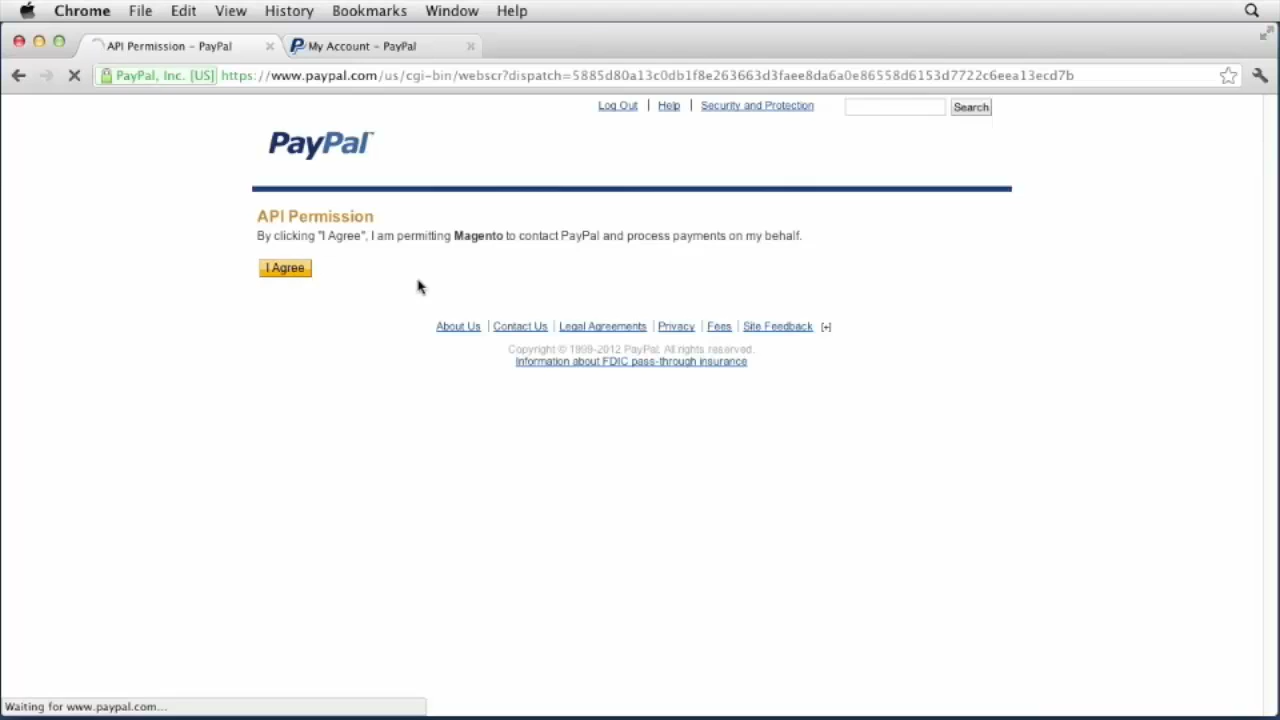 Chrome File Edit View History Bookmarks Window Help
API Permission – PayPal My Account – PayPal
PayPal, Inc. [US] https://www.paypal.com/us/cgi-bin/webscr?dispatch=5885d80a13c0db1f8e263663d3faee8da6a0e86558d6153d7722c6eea13ecd7b
Log Out Help Security and Protection Search
PayPal
API Permission
By clicking "I Agree", I am permitting Magento to contact PayPal and process payments on my behalf.
I Agree
About Us Contact Us Legal Agreements Privacy Fees Site Feedback [+]
Copyright © 1999-2012 PayPal. All rights reserved.
Information about FDIC pass-through insurance
Waiting for www.paypal.com...